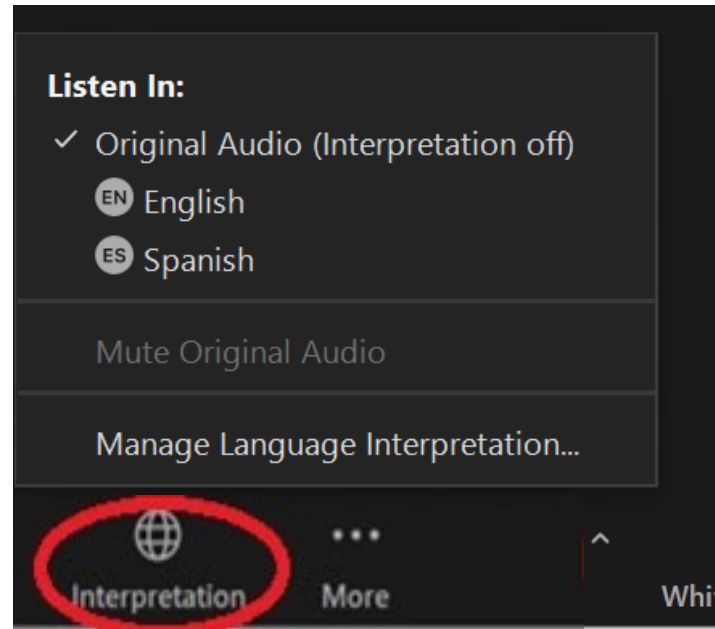 Listen In:
Original Audio (Interpretation off)
EN English
ES Spanish
Mute Original Audio
Manage Language Interpretation...
Interpretation More